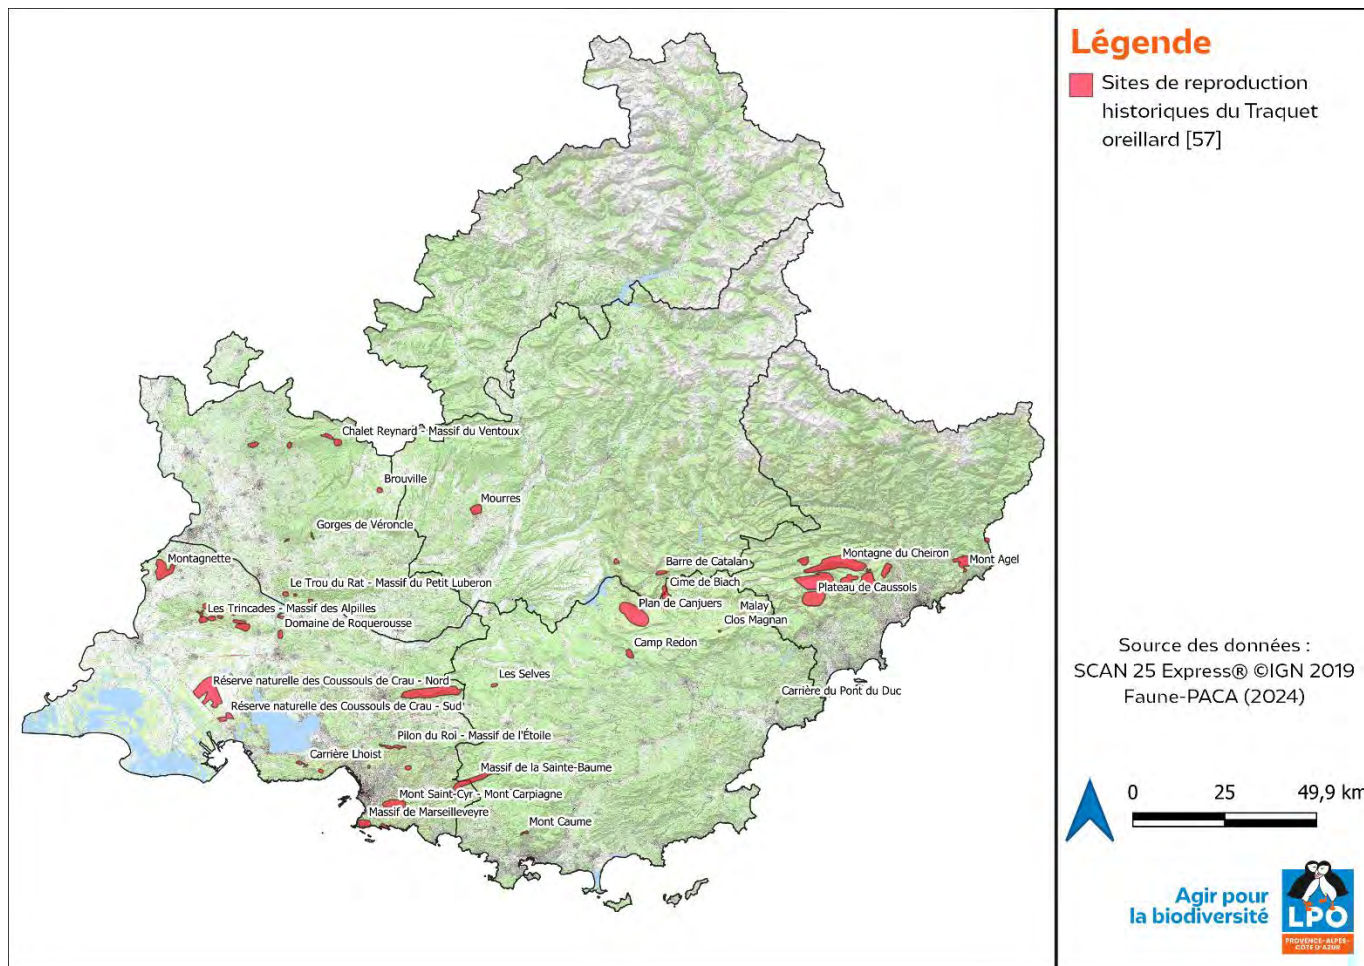 Légende
Sites de reproduction
historiques du Traquet
oreillard [57]
Chalet Reynard - Massif du Ventoux
Brouville
Mourres
Gorges de Véroncle
Montagnette
Barre de Catalan
Montagne du Cheiron
Mont Agel
Le Trou du Rat - Massif du Petit Luberon
Cime de Biach
Plateau de Caussols
Les Trincades - Massif des Alpilles
Plan de Canjuers
Malay
Domaine de Roquerousse
Clos Magnan
Camp Redon
Les Selves
Réserve naturelle des Coussouls de Crau - Nord
Carrière du Pont du Duc
Réserve naturelle des Coussouls de Crau - Sud
Pilon du Roi - Massif de l'Étoile
Carrière Lhoist
Massif de la Sainte-Baume
Mont Saint-Cyr - Mont Carpiagne
Massif de Marseilleveyre
Mont Caume
Source des données :
SCAN 25 Express® ©IGN 2019
Faune-PACA (2024)
0 25 49,9 km
Agir pour
la biodiversité
LPO
PROVENCE-ALPES-
CÔTE D'AZUR